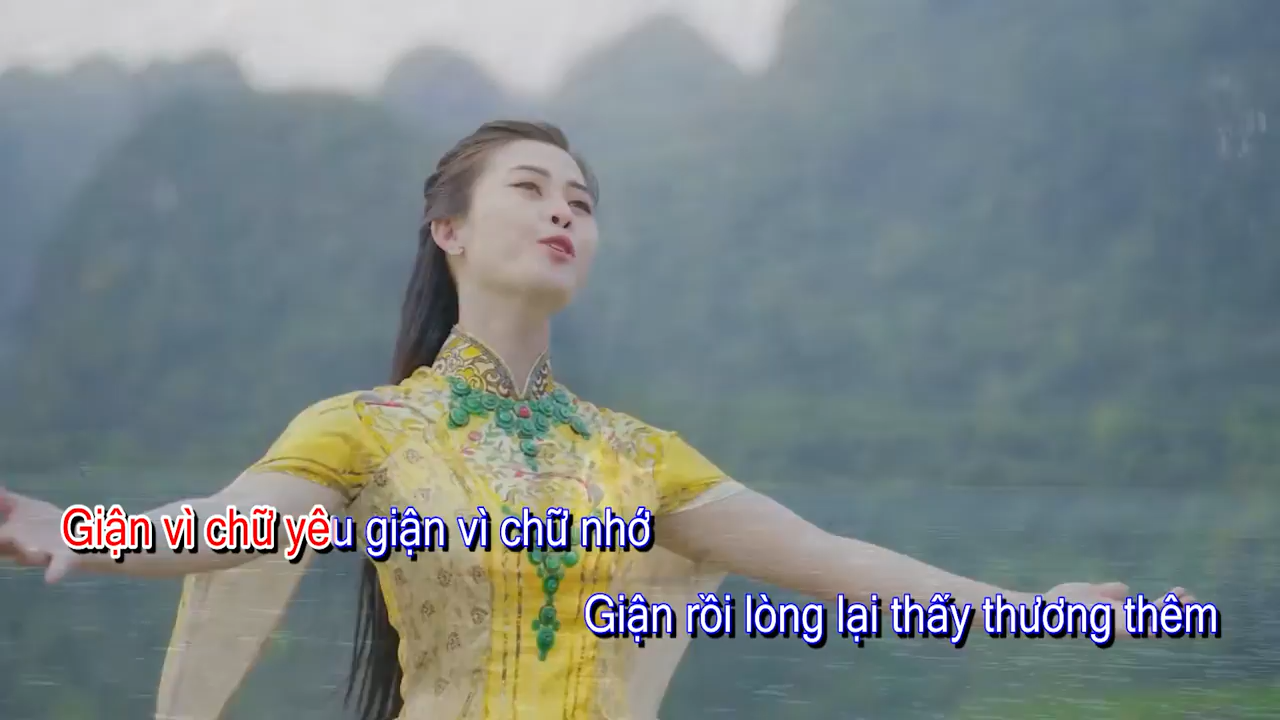 Giận vì chữ yêu giận vì chữ nhớ
Giận rồi lòng lại thấy thương thêm